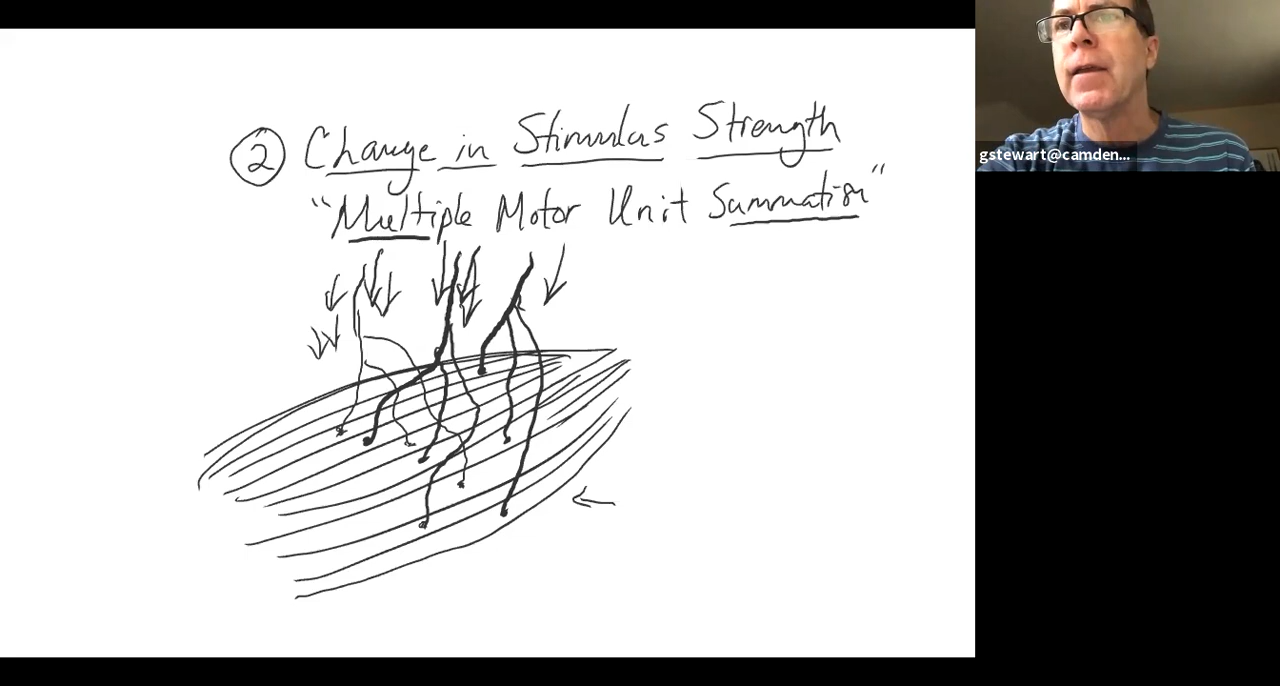 ② Change in Stimulus Strength
"Multiple Motor Unit Summation"
gstewart@camden...